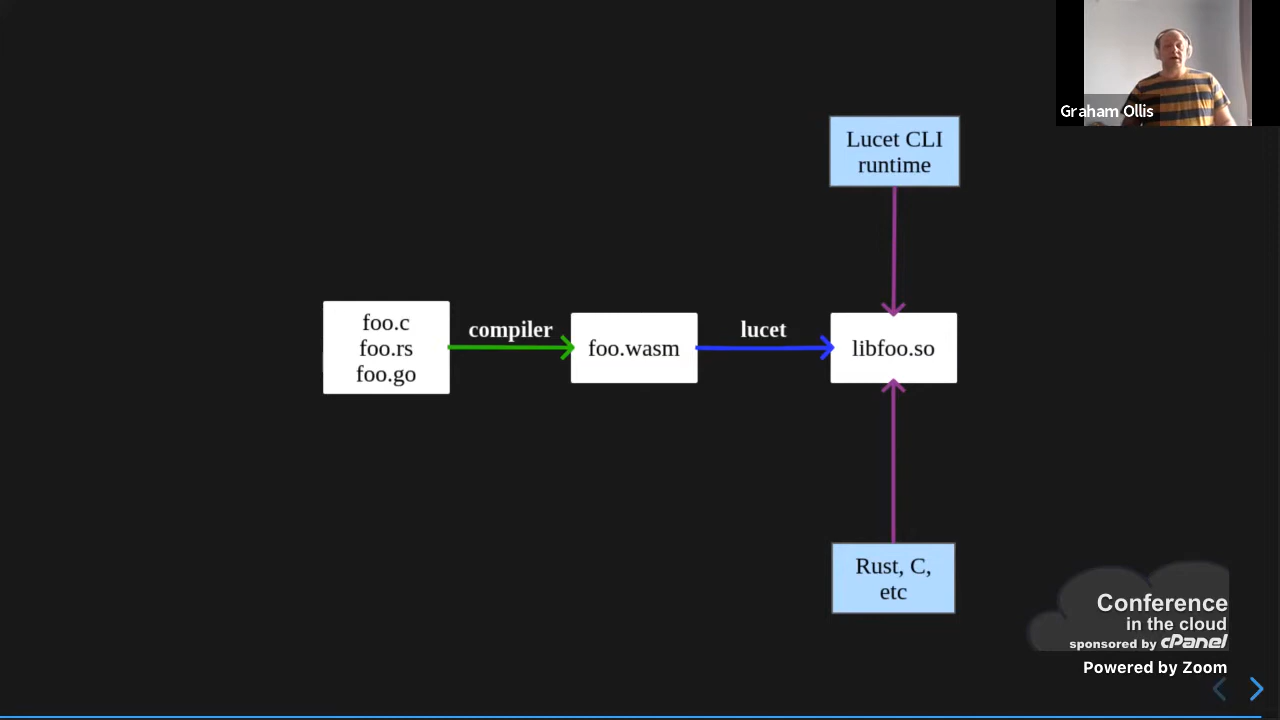 Graham Ollis
Lucet CLI
runtime
foo.c
foo.rs
foo.go
compiler
foo.wasm
lucet
libfoo.so
Rust, C,
etc
Conference
in the cloud
sponsored by cPanel
Powered by Zoom